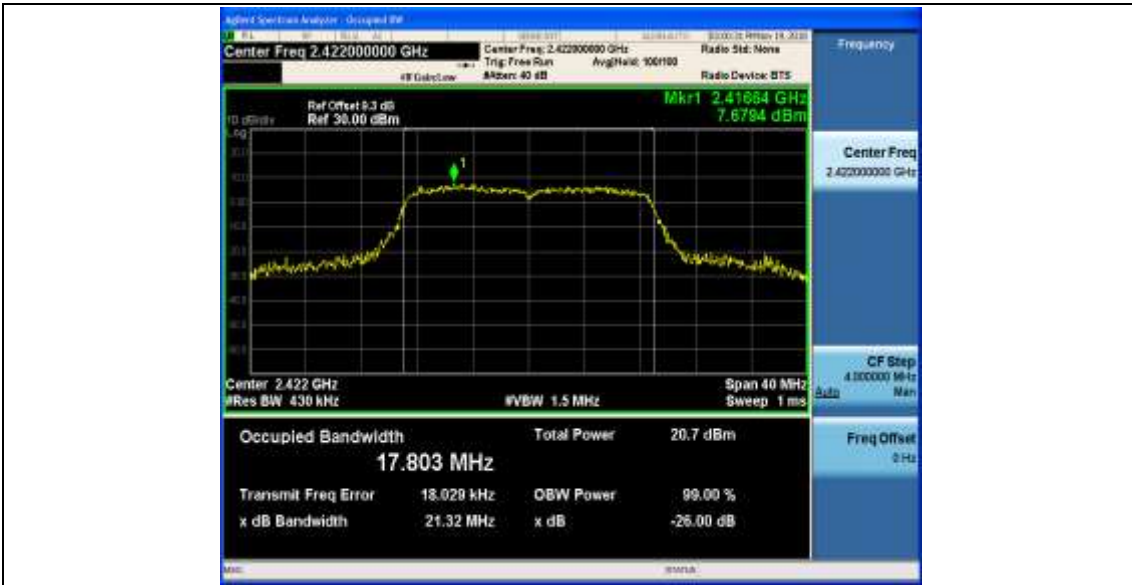 Agilent Spectrum Analyzer - Occupied BW
Center Freq 2.422000000 GHz
Center Freq: 2.422000000 GHz
Radio Std: None
Trig: Free Run Avg|Hold: 100/100
#IFGain:Low #Atten: 40 dB Radio Device: BTS
Frequency
Mkr1 2.41664 GHz
7.6794 dBm
Ref Offset 9.3 dB
10 dB/div Ref 30.00 dBm
Log
1
Center Freq
2.422000000 GHz
Center 2.422 GHz
Span 40 MHz
#Res BW 430 kHz
#VBW 1.5 MHz
Sweep 1 ms
CF Step
4.000000 MHz
Auto Man
Occupied Bandwidth
17.803 MHz
Total Power 20.7 dBm
Freq Offset
0 Hz
Transmit Freq Error 18.029 kHz OBW Power 99.00 %
x dB Bandwidth 21.32 MHz x dB -26.00 dB
MSG STATUS